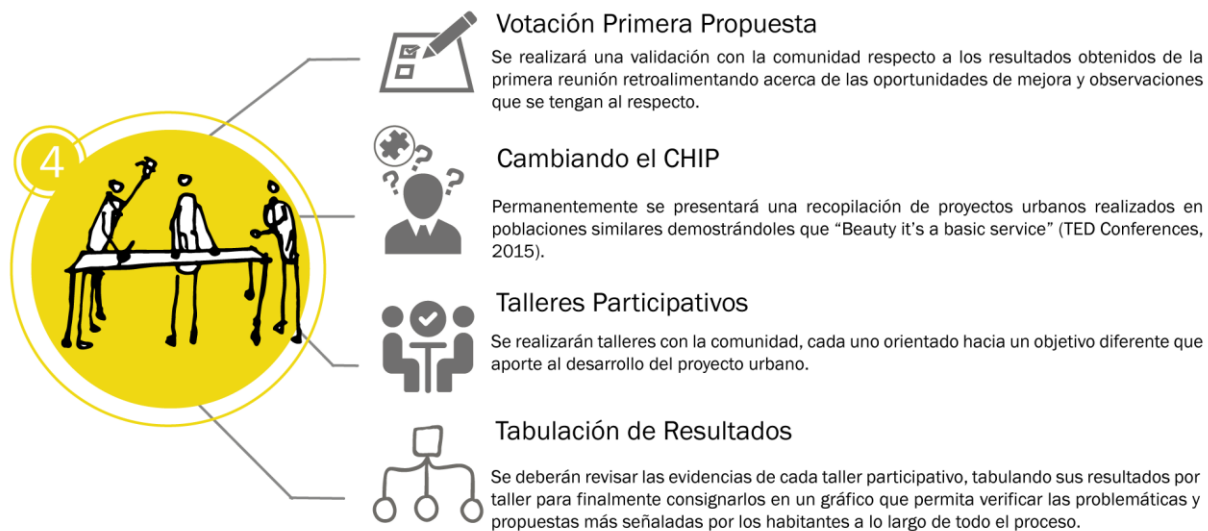 4
Votación Primera Propuesta
Se realizará una validación con la comunidad respecto a los resultados obtenidos de la
primera reunión retroalimentando acerca de las oportunidades de mejora y observaciones
que se tengan al respecto.
Cambiando el CHIP
Permanentemente se presentará una recopilación de proyectos urbanos realizados en
poblaciones similares demostrándoles que “Beauty it’s a basic service” (TED Conferences,
2015).
Talleres Participativos
Se realizarán talleres con la comunidad, cada uno orientado hacia un objetivo diferente que
aporte al desarrollo del proyecto urbano.
Tabulación de Resultados
Se deberán revisar las evidencias de cada taller participativo, tabulando sus resultados por
taller para finalmente consignarlos en un gráfico que permita verificar las problemáticas y
propuestas más señaladas por los habitantes a lo largo de todo el proceso.